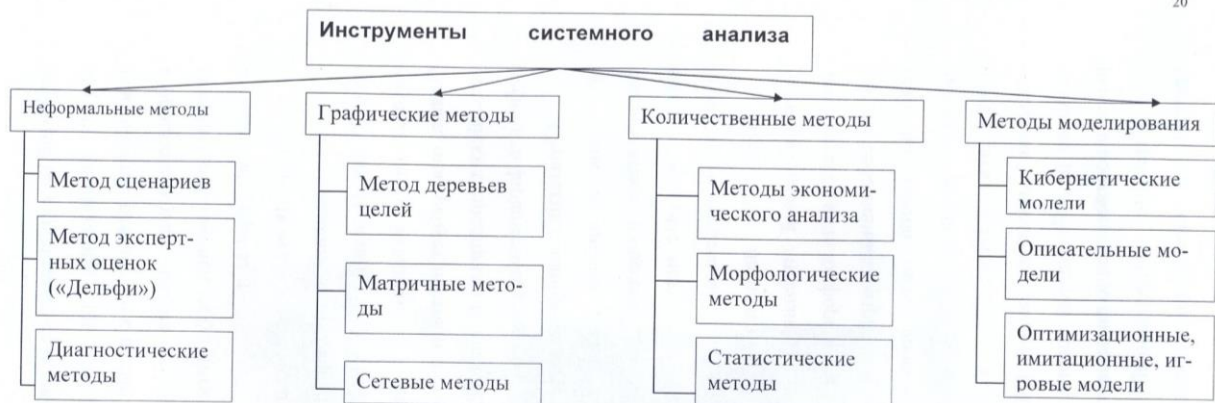 20
Инструменты системного анализа
Неформальные методы
Метод сценариев
Метод эксперт-
ных оценок
(«Дельфи»)
Диагностические
методы
Графические методы
Метод деревьев
целей
Матричные мето-
ды
Сетевые методы
Количественные методы
Методы экономи-
ческого анализа
Морфологические
методы
Статистические
методы
Методы моделирования
Кибернетические
модели
Описательные мо-
дели
Оптимизационные,
имитационные, иг-
ровые модели